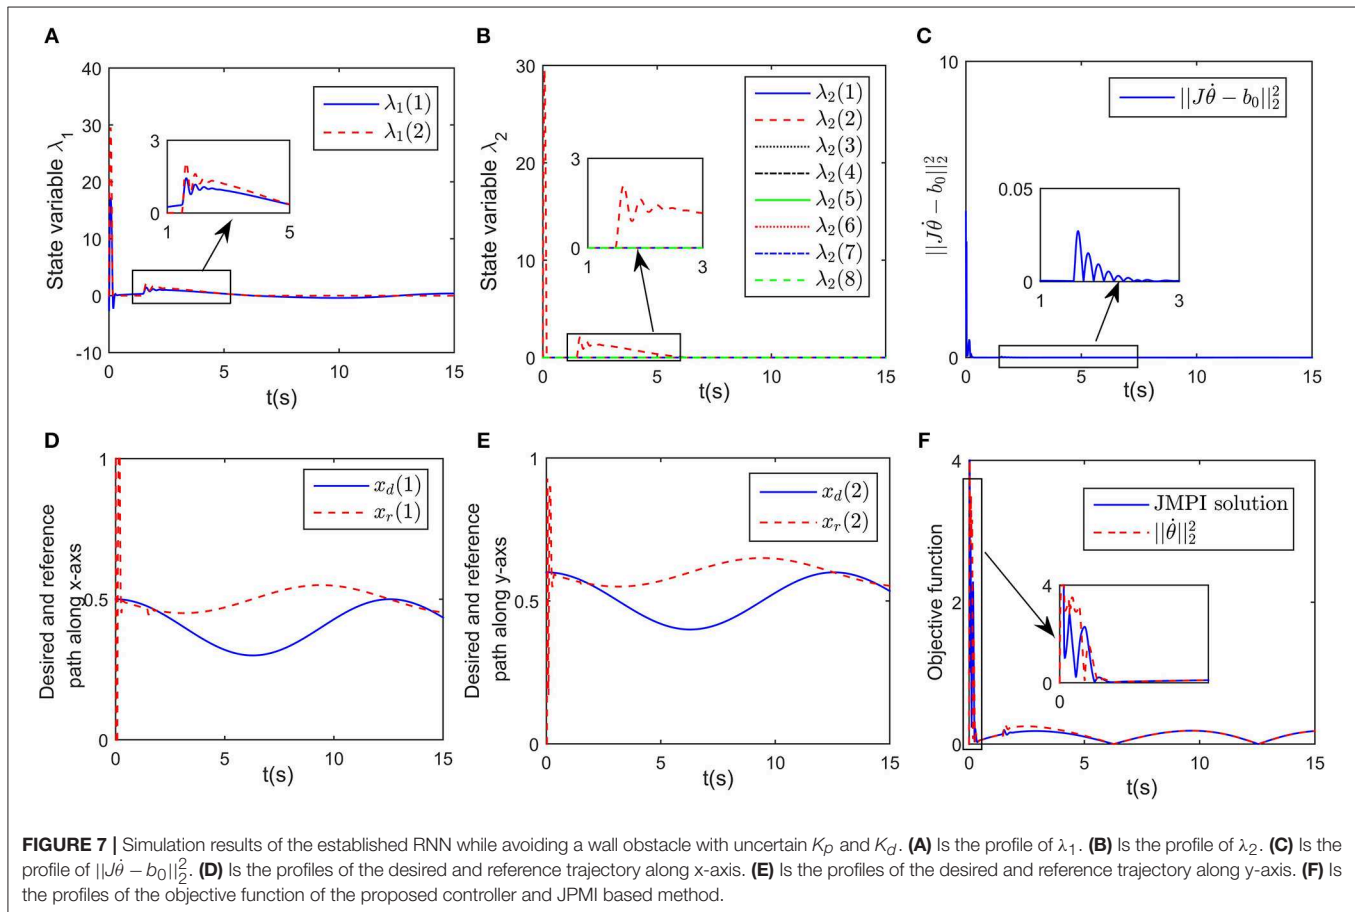 A
State variable λ1
40
30
20
10
0
-10
λ1(1)
λ1(2)
3
0
1 5
0 5 10 15
t(s)
B
State variable λ2
30
20
10
0
λ2(1)
λ2(2)
λ2(3)
λ2(4)
λ2(5)
λ2(6)
λ2(7)
λ2(8)
3
0
1 3
0 5 10 15
t(s)
C
||Jθ̇ − b0||₂²
10
5
0
||Jθ̇ − b0||₂²
0.05
0
1 3
0 5 10 15
t(s)
D
Desired and reference
path along x-axs
1
0.5
0
xd(1)
xr(1)
0 5 10 15
t(s)
E
Desired and reference
path along y-axs
1
0.5
0
xd(2)
xr(2)
0 5 10 15
t(s)
F
Objective function
4
2
0
JMPI solution
||θ̇||₂²
4
0
0
0 5 10 15
t(s)
FIGURE 7 | Simulation results of the established RNN while avoiding a wall obstacle with uncertain Kp and Kd. (A) Is the profile of λ1. (B) Is the profile of λ2. (C) Is the
profile of ||Jθ̇ − b0||₂². (D) Is the profiles of the desired and reference trajectory along x-axis. (E) Is the profiles of the desired and reference trajectory along y-axis. (F) Is
the profiles of the objective function of the proposed controller and JPMI based method.